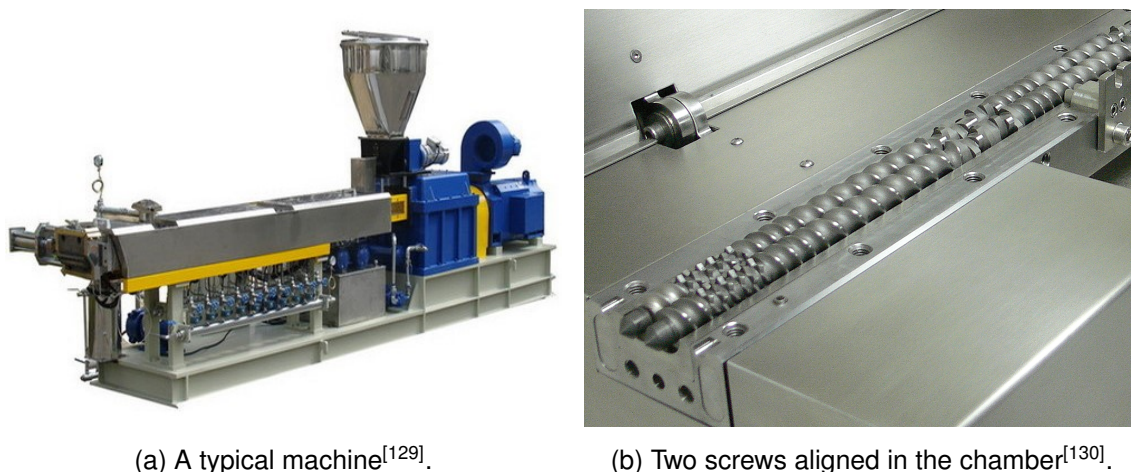 (a) A typical machine[129].
(b) Two screws aligned in the chamber[130].